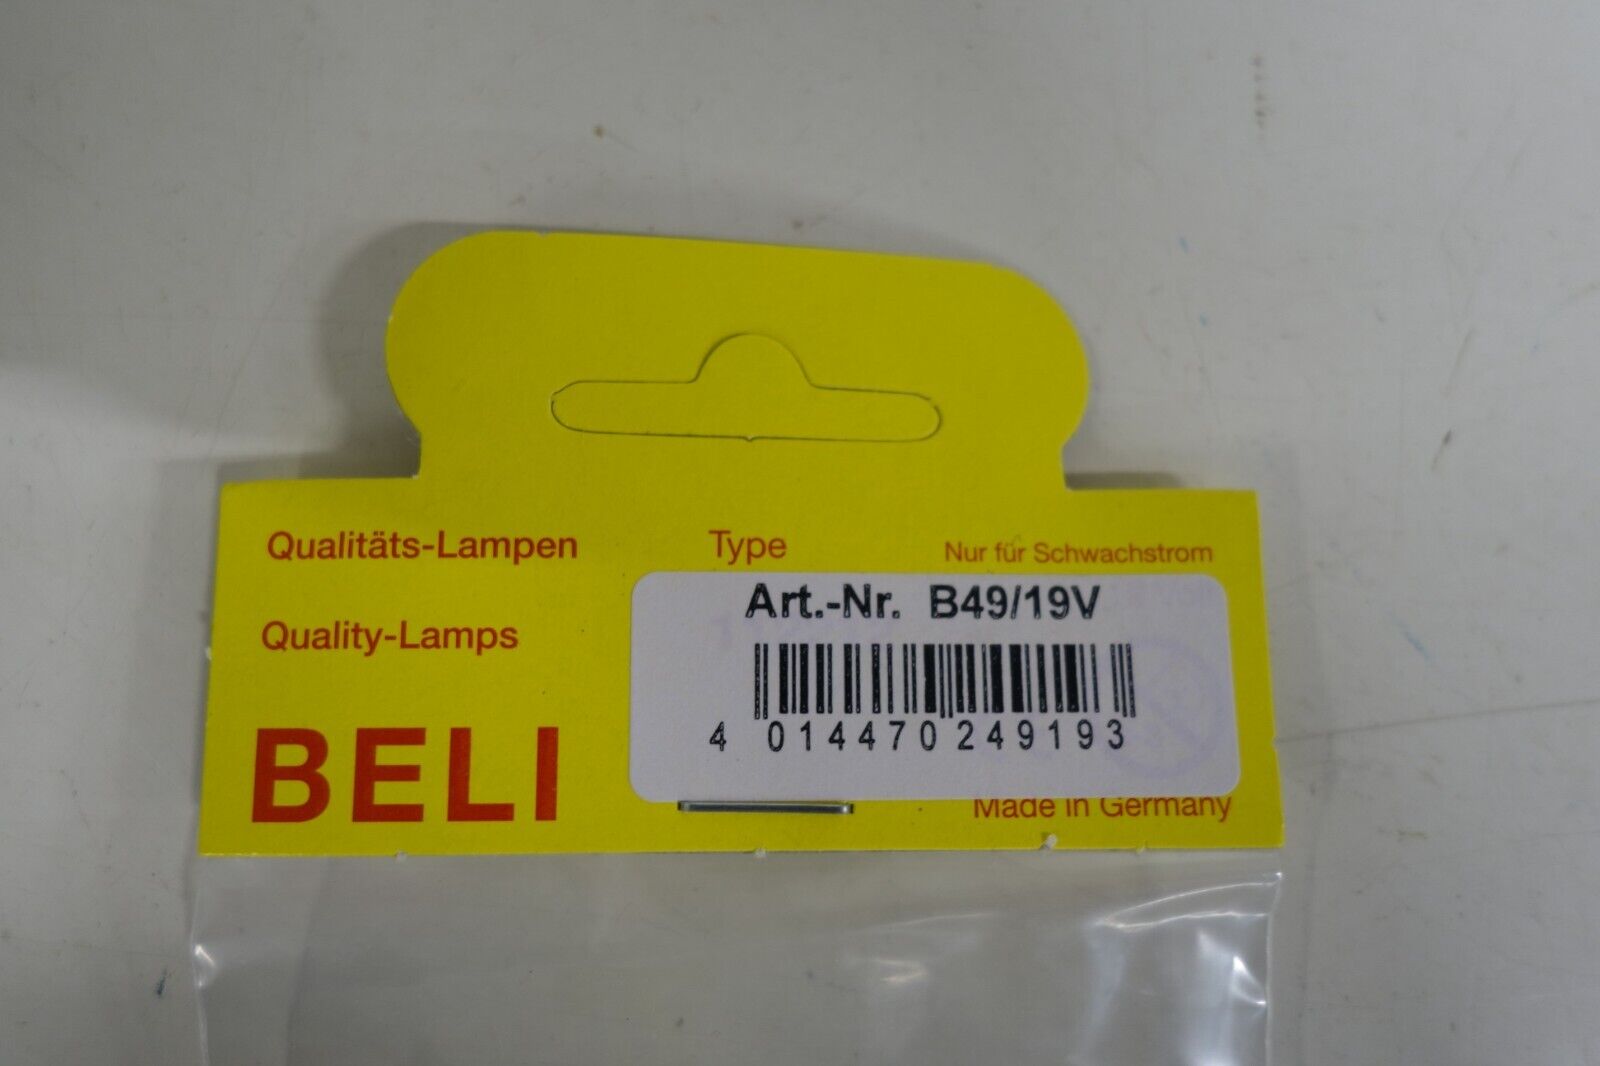 Qualitäts-Lampen
Type
Nur für Schwachstrom
Quality-Lamps
Art.-Nr. B49/19V
4 014470 249193
BELI
Made in Germany